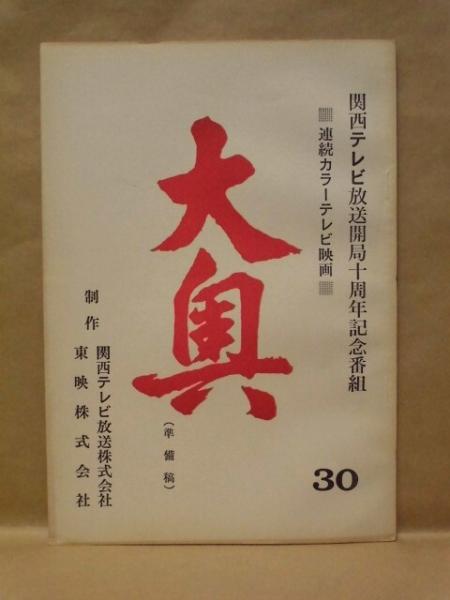 関西テレビ放送開局十周年記念番組
連続カラーテレビ映画
大奥
(準備稿)
30
制作
関西テレビ放送株式会社
東映株式会社